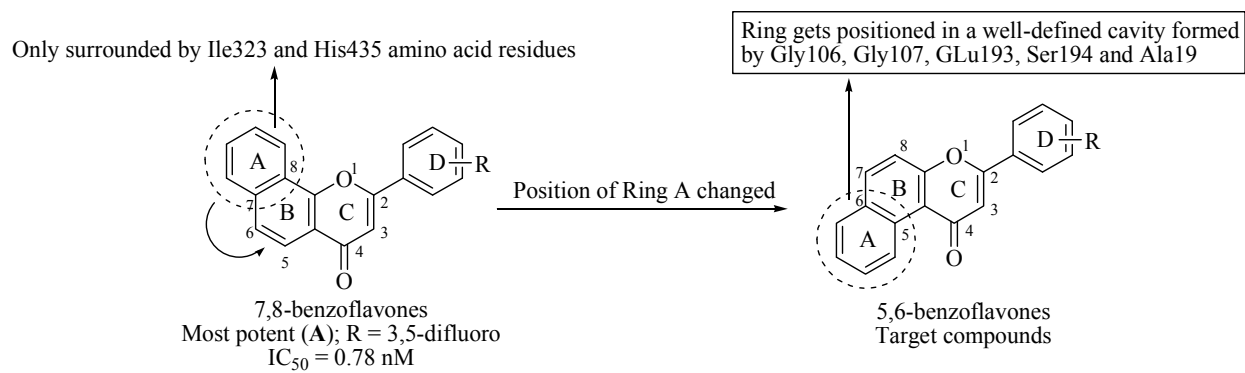 Only surrounded by Ile323 and His435 amino acid residues
Ring gets positioned in a well-defined cavity formed
by Gly106, Gly107, GLu193, Ser194 and Ala19
A
8
7
B
6
5
O
1
C
2
3
4
O
D
R
Position of Ring A changed
8
7
B
6
A
5
O
1
C
2
3
4
O
D
R
7,8-benzoflavones
Most potent (A); R = 3,5-difluoro
IC50 = 0.78 nM
5,6-benzoflavones
Target compounds